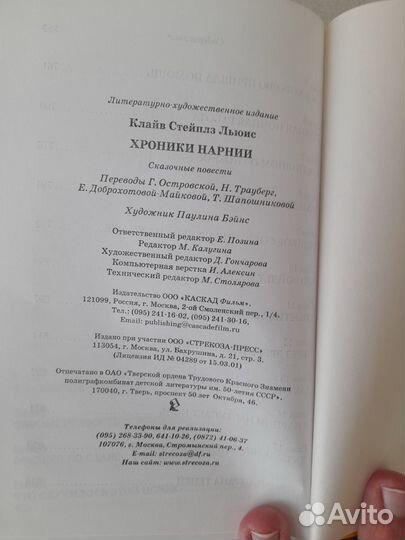 Литературно-художественное издание
Клайв Стейплз Льюис
ХРОНИКИ НАРНИИ
Сказочные повести
Переводы Г. Островской, Н. Трауберг,
Е. Доброхотовой-Майковой, Т. Шапошниковой
Художник Паулина Бэйнс
Ответственный редактор Е. Позина
Редактор М. Калугина
Художественный редактор Д. Гончарова
Компьютерная верстка И. Алексин
Технический редактор М. Столярова
Издательство ООО «КАСКАД Фильм».
121099, Россия, г. Москва, 2-ой Смоленский пер., 1/4.
Тел.: (095) 241-16-02, (095) 241-30-16,
Email: publishing@cascadefilm.ru
Издано при участии ООО «СТРЕКОЗА-ПРЕСС»
113054, г. Москва, ул. Бахрушина, д. 21, стр. 3.
(Лицензия ИД № 04289 от 15.03.01)
Отпечатано в ОАО «Тверской ордена Трудового Красного Знамени
полиграфкомбинат детской литературы им. 50-летия СССР».
170040, г. Тверь, проспект 50 лет Октября, 46.
Телефоны для реализации:
(095) 268-33-90, 641-10-26, (0872) 41-06-37
107076, г. Москва, Стромынский пер., 4.
E-mail: strecoza@df.ru
Наш сайт: www.strecoza.ru
Avito